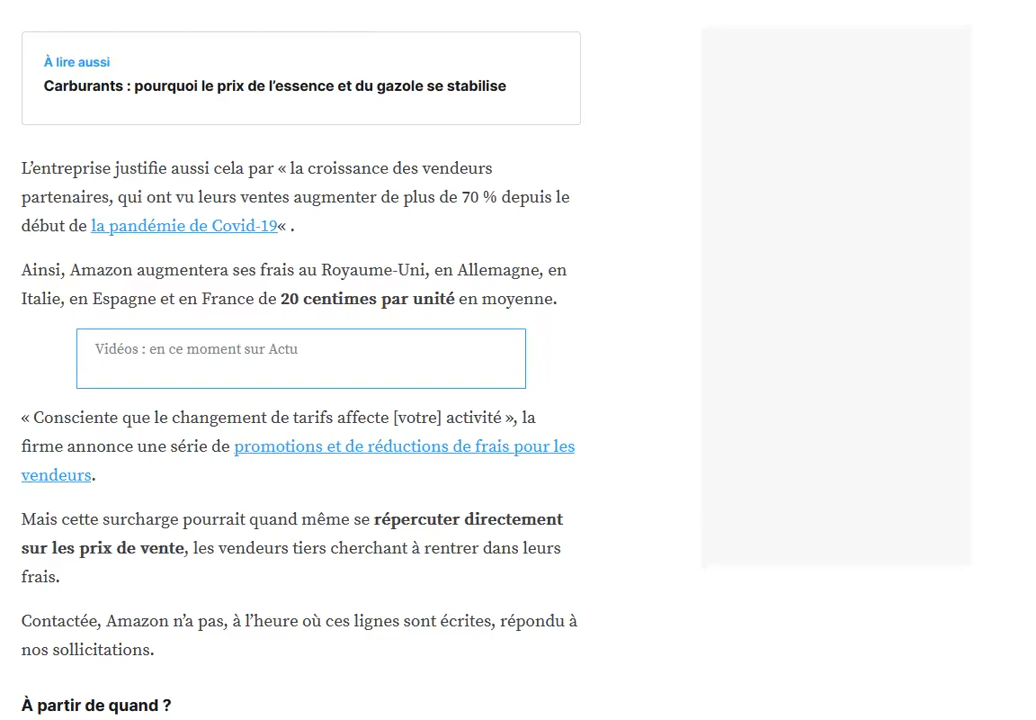 À lire aussi
Carburants : pourquoi le prix de l’essence et du gazole se stabilise
L’entreprise justifie aussi cela par « la croissance des vendeurs
partenaires, qui ont vu leurs ventes augmenter de plus de 70 % depuis le
début de la pandémie de Covid-19« .
Ainsi, Amazon augmentera ses frais au Royaume-Uni, en Allemagne, en
Italie, en Espagne et en France de 20 centimes par unité en moyenne.
Vidéos : en ce moment sur Actu
« Consciente que le changement de tarifs affecte [votre] activité », la
firme annonce une série de promotions et de réductions de frais pour les
vendeurs.
Mais cette surcharge pourrait quand même se répercuter directement
sur les prix de vente, les vendeurs tiers cherchant à rentrer dans leurs
frais.
Contactée, Amazon n’a pas, à l’heure où ces lignes sont écrites, répondu à
nos sollicitations.
À partir de quand ?